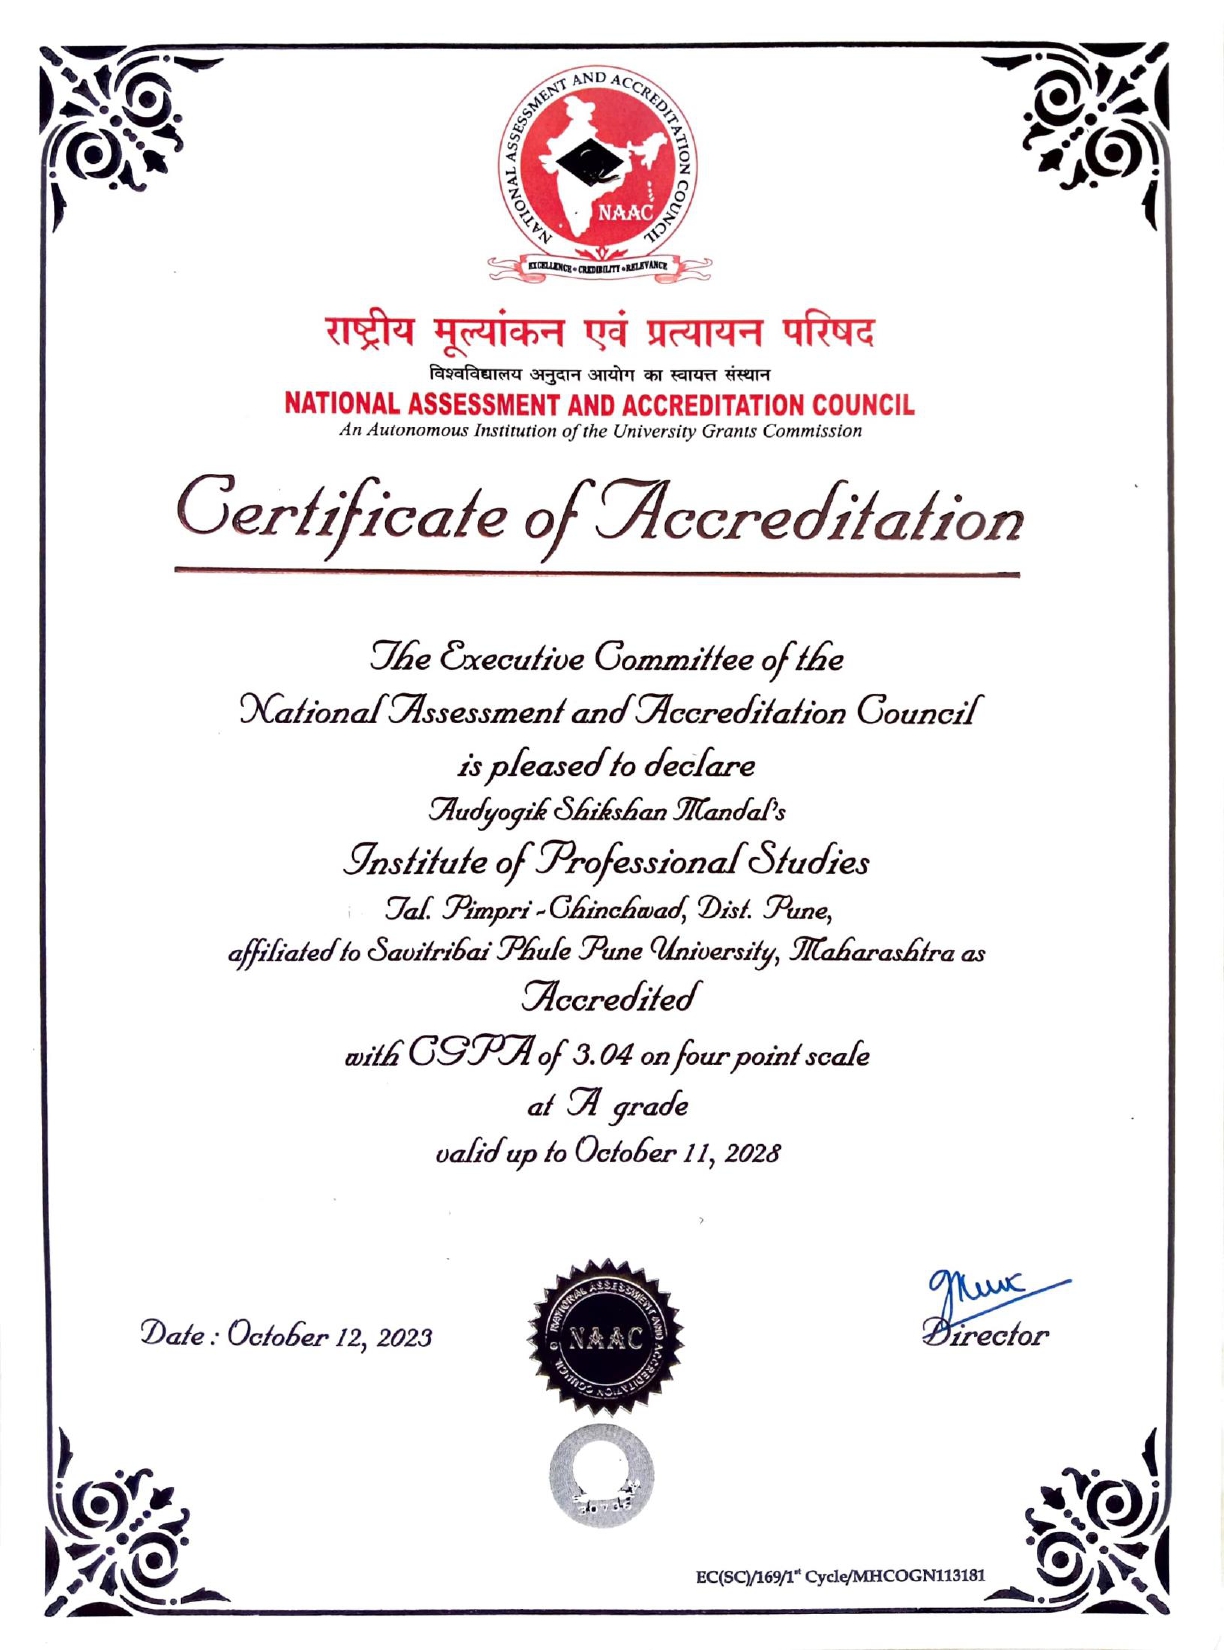 NATIONAL ASSESSMENT AND ACCREDITATION COUNCIL
NAAC
EXCELLENCE • CREDIBILITY • RELEVANCE
राष्ट्रीय मूल्यांकन एवं प्रत्यायन परिषद
विश्वविद्यालय अनुदान आयोग का स्वायत्त संस्थान
NATIONAL ASSESSMENT AND ACCREDITATION COUNCIL
An Autonomous Institution of the University Grants Commission
Certificate of Accreditation
The Executive Committee of the
National Assessment and Accreditation Council
is pleased to declare
Audyogik Shikshan Mandal's
Institute of Professional Studies
Tal. Pimpri - Chinchwad, Dist. Pune,
affiliated to Savitribai Phule Pune University, Maharashtra as
Accredited
with CGPA of 3.04 on four point scale
at A grade
valid up to October 11, 2028
Date : October 12, 2023
NATIONAL ASSESSMENT AND ACCREDITATION COUNCIL
NAAC
Director
EC(SC)/169/1st Cycle/MHCOGN113181